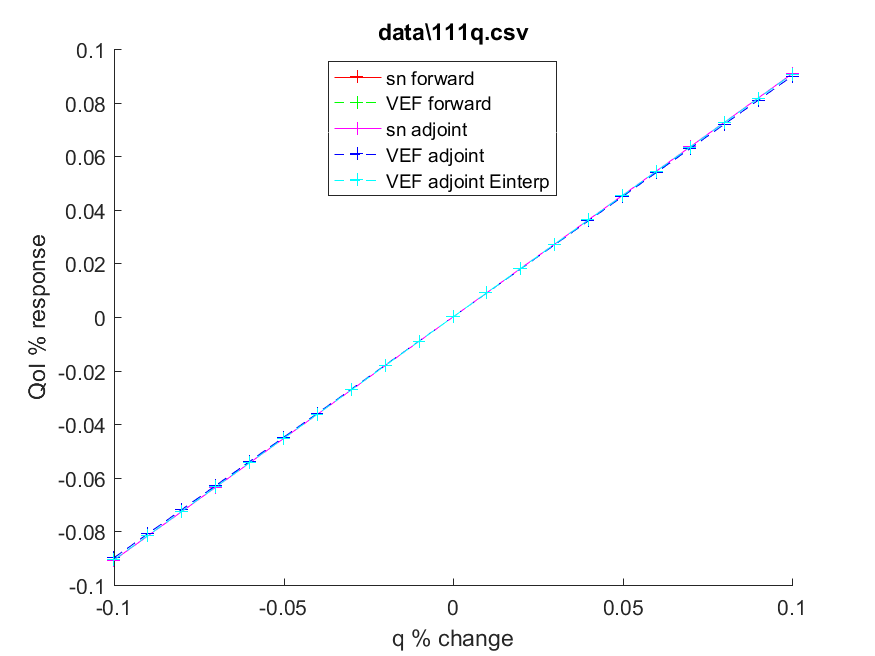 data\111q.csv
sn forward
VEF forward
sn adjoint
VEF adjoint
VEF adjoint Einterp
0.1
0.08
0.06
0.04
0.02
0
-0.02
-0.04
-0.06
-0.08
-0.1
QoI % response
-0.1
-0.05
0
0.05
0.1
q % change